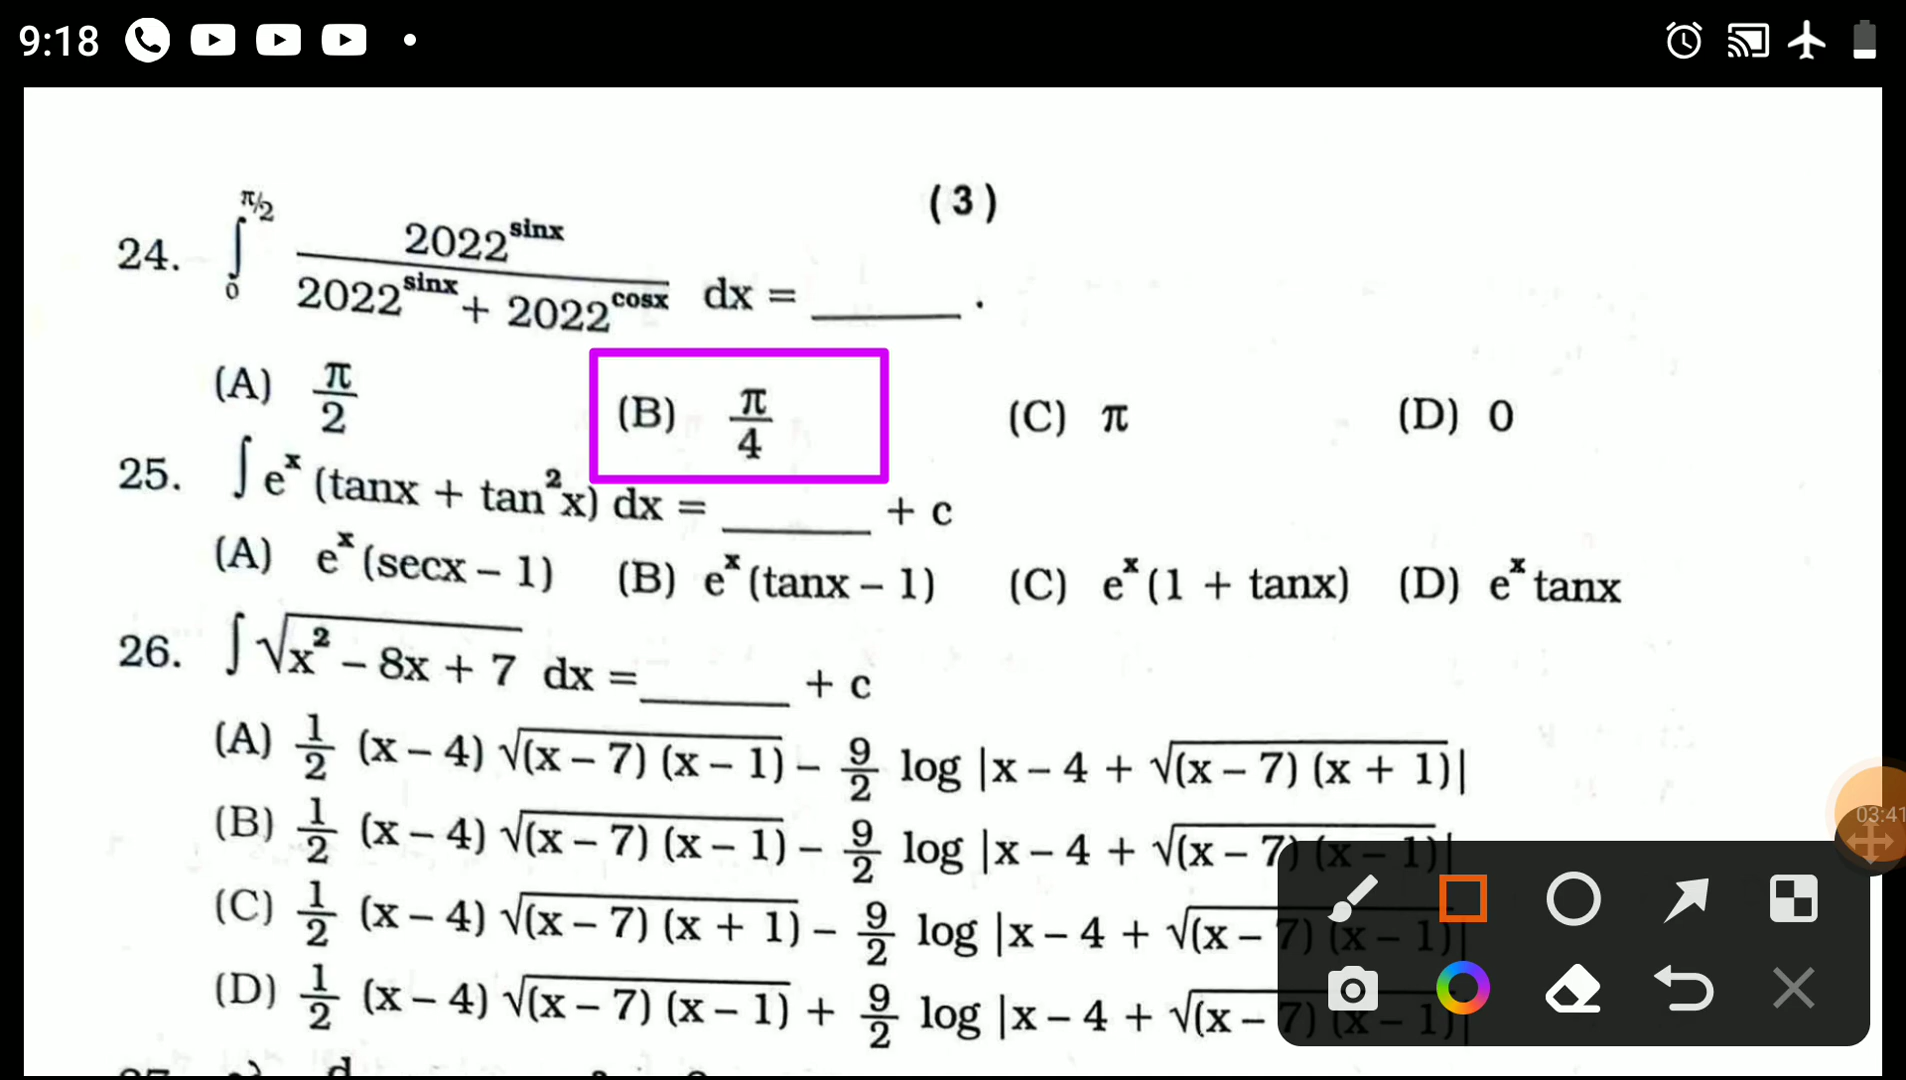 9:18
(3)
24. ∫₀^{π/2} 2022^{sinx} / (2022^{sinx} + 2022^{cosx}) dx = ______ .
(A) π/2 (B) π/4 (C) π (D) 0
25. ∫ e^x (tanx + tan²x) dx = ______ + c
(A) e^x (secx – 1) (B) e^x (tanx – 1) (C) e^x (1 + tanx) (D) e^x tanx
26. ∫ √(x² – 8x + 7) dx = ______ + c
(A) 1/2 (x – 4) √((x – 7) (x – 1)) – 9/2 log |x – 4 + √((x – 7) (x + 1))|
(B) 1/2 (x – 4) √((x – 7) (x – 1)) – 9/2 log |x – 4 + √((x – 7) (x – 1))|
(C) 1/2 (x – 4) √((x – 7) (x + 1)) – 9/2 log |x – 4 + √((x – 7) (x – 1))|
(D) 1/2 (x – 4) √((x – 7) (x – 1)) + 9/2 log |x – 4 + √((x – 7) (x – 1))|
03:41